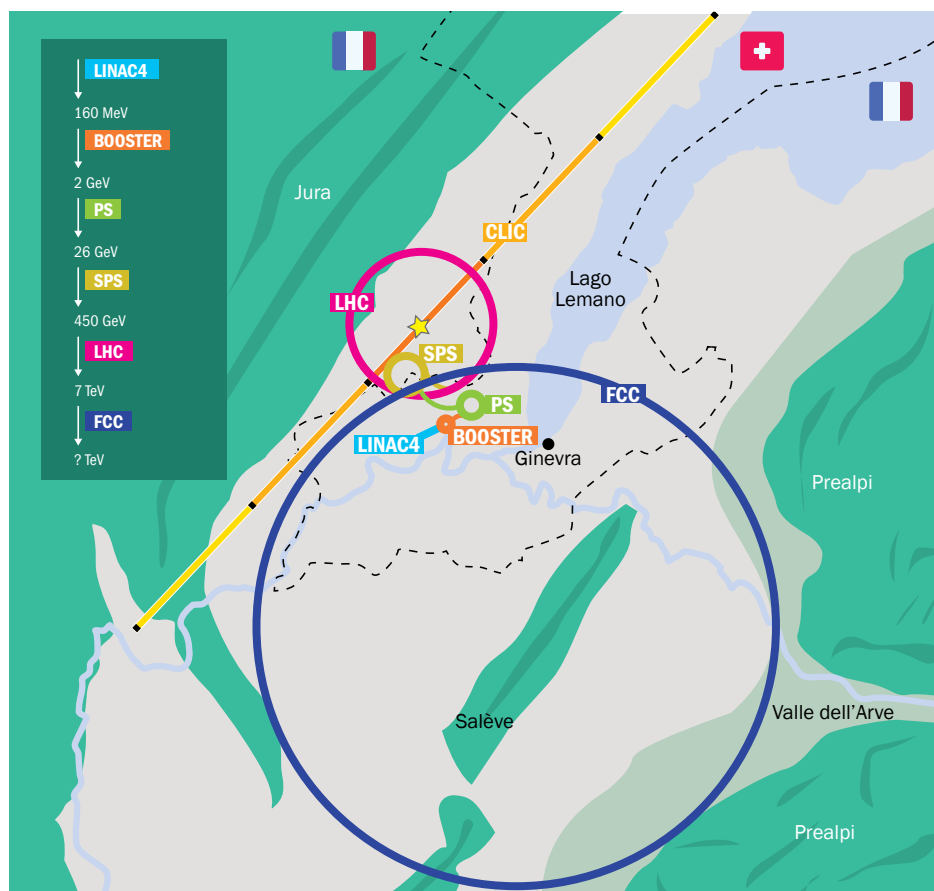 LINAC4
160 MeV
BOOSTER
2 GeV
PS
26 GeV
SPS
450 GeV
LHC
7 TeV
FCC
? TeV
Jura
CLIC
Lago
Lemano
LHC
SPS
FCC
PS
BOOSTER
LINAC4
Ginevra
Prealpi
Salève
Valle dell'Arve
Prealpi